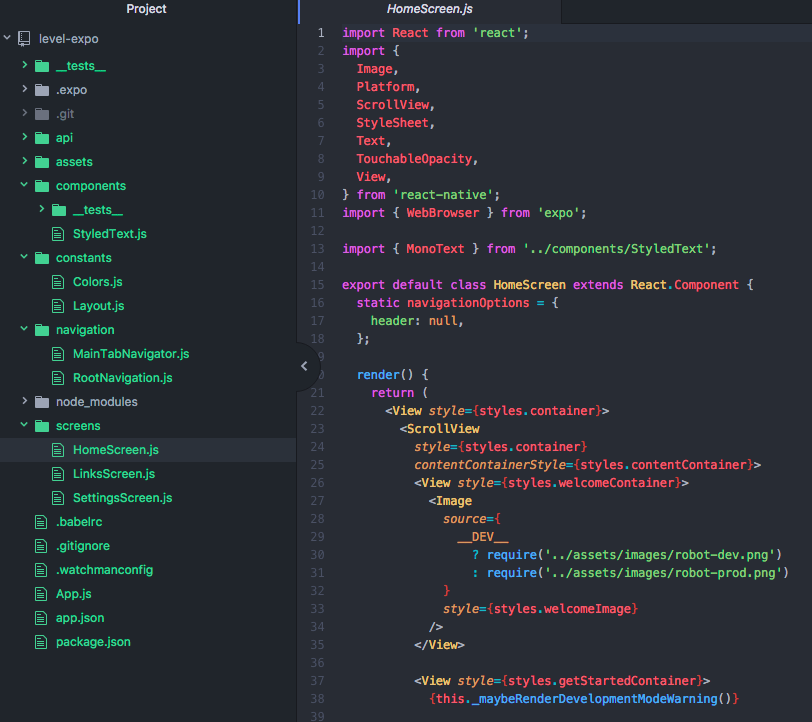 Project
level-expo
__tests__
.expo
.git
api
assets
components
__tests__
StyledText.js
constants
Colors.js
Layout.js
navigation
MainTabNavigator.js
RootNavigation.js
node_modules
screens
HomeScreen.js
LinksScreen.js
SettingsScreen.js
.babelrc
.gitignore
.watchmanconfig
App.js
app.json
package.json
HomeScreen.js
1 import React from 'react';
2 import {
3   Image,
4   Platform,
5   ScrollView,
6   StyleSheet,
7   Text,
8   TouchableOpacity,
9   View,
10 } from 'react-native';
11 import { WebBrowser } from 'expo';
12
13 import { MonoText } from '../components/StyledText';
14
15 export default class HomeScreen extends React.Component {
16   static navigationOptions = {
17     header: null,
18   };
9
0   render() {
21     return (
22       <View style={styles.container}>
23         <ScrollView
24           style={styles.container}
25           contentContainerStyle={styles.contentContainer}>
26           <View style={styles.welcomeContainer}>
27             <Image
28               source={
29                 __DEV__
30                   ? require('../assets/images/robot-dev.png')
31                   : require('../assets/images/robot-prod.png')
32               }
33               style={styles.welcomeImage}
34             />
35           </View>
36
37           <View style={styles.getStartedContainer}>
38             {this._maybeRenderDevelopmentModeWarning()}
39